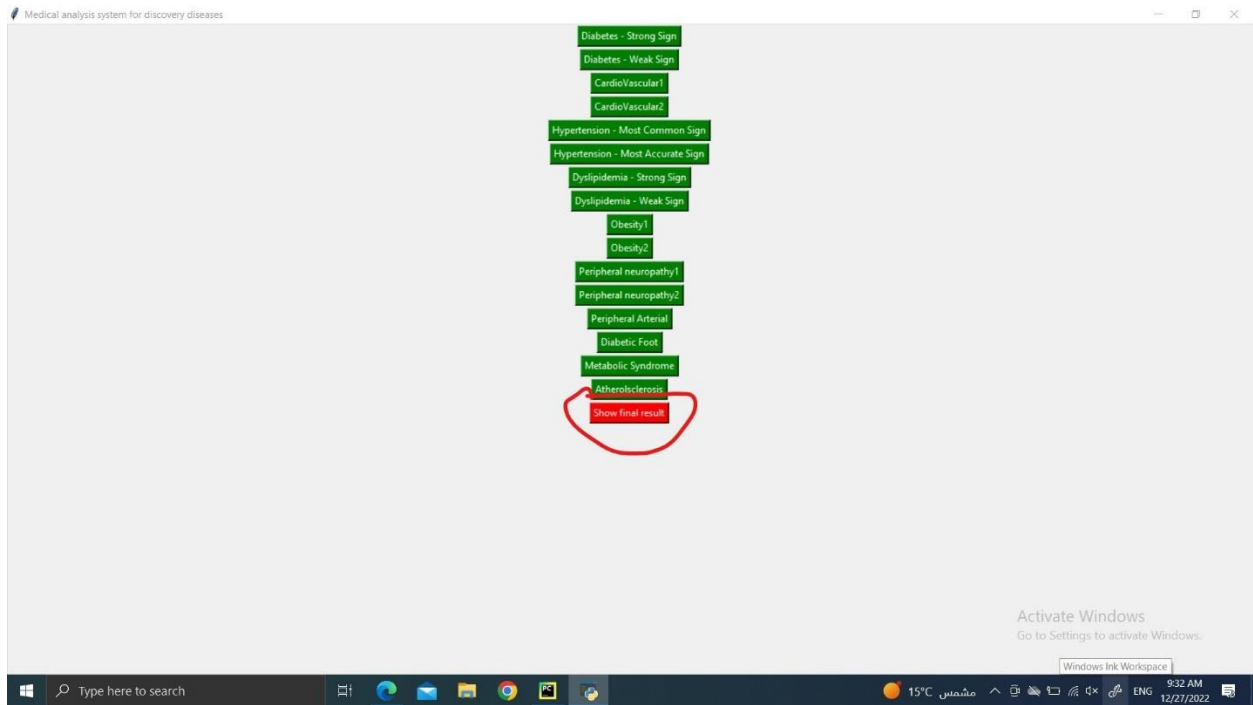 Medical analysis system for discovery diseases
Diabetes - Strong Sign
Diabetes - Weak Sign
CardioVascular1
CardioVascular2
Hypertension - Most Common Sign
Hypertension - Most Accurate Sign
Dyslipidemia - Strong Sign
Dyslipidemia - Weak Sign
Obesity1
Obesity2
Peripheral neuropathy1
Peripheral neuropathy2
Peripheral Arterial
Diabetic Foot
Metabolic Syndrome
Atherolsclerosis
Show final result
Activate Windows
Go to Settings to activate Windows.
Windows Ink Workspace
Type here to search
PC
15°C مشمس
ENG
9:32 AM
12/27/2022